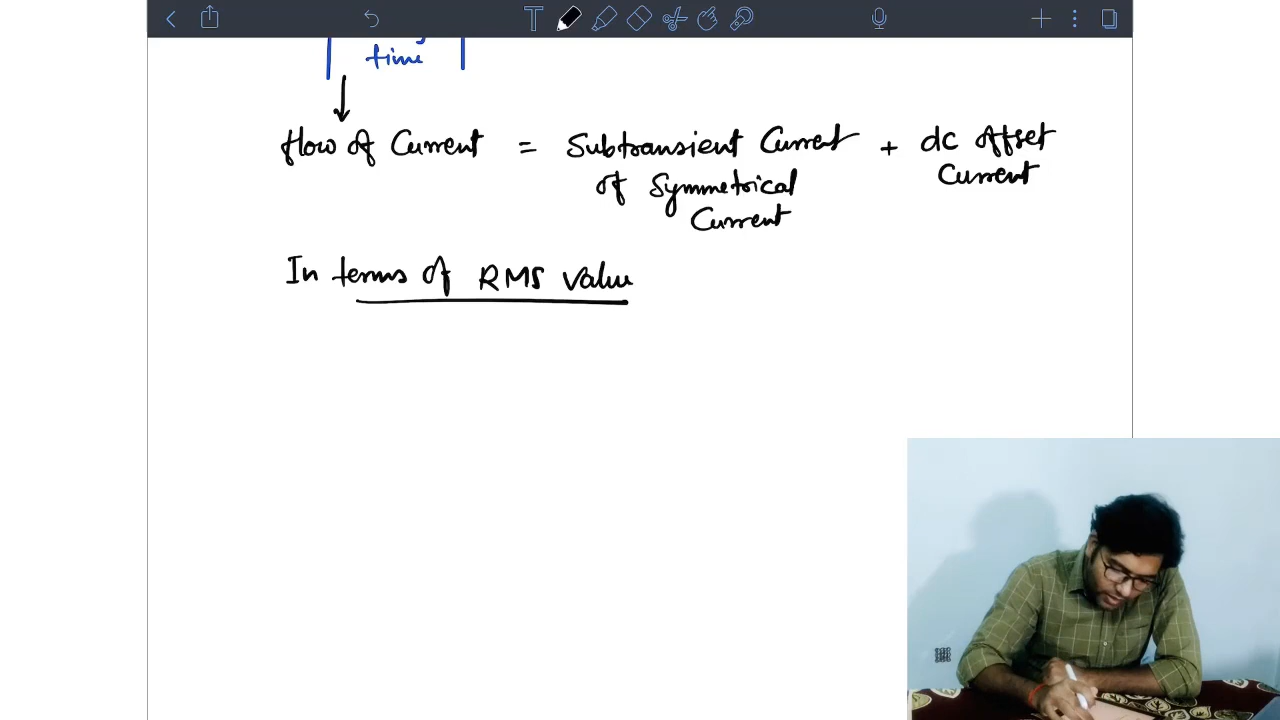 time
flow of Current = Subtransient Current + dc offset
of Symmetrical Current
Current
In terms of RMS Value